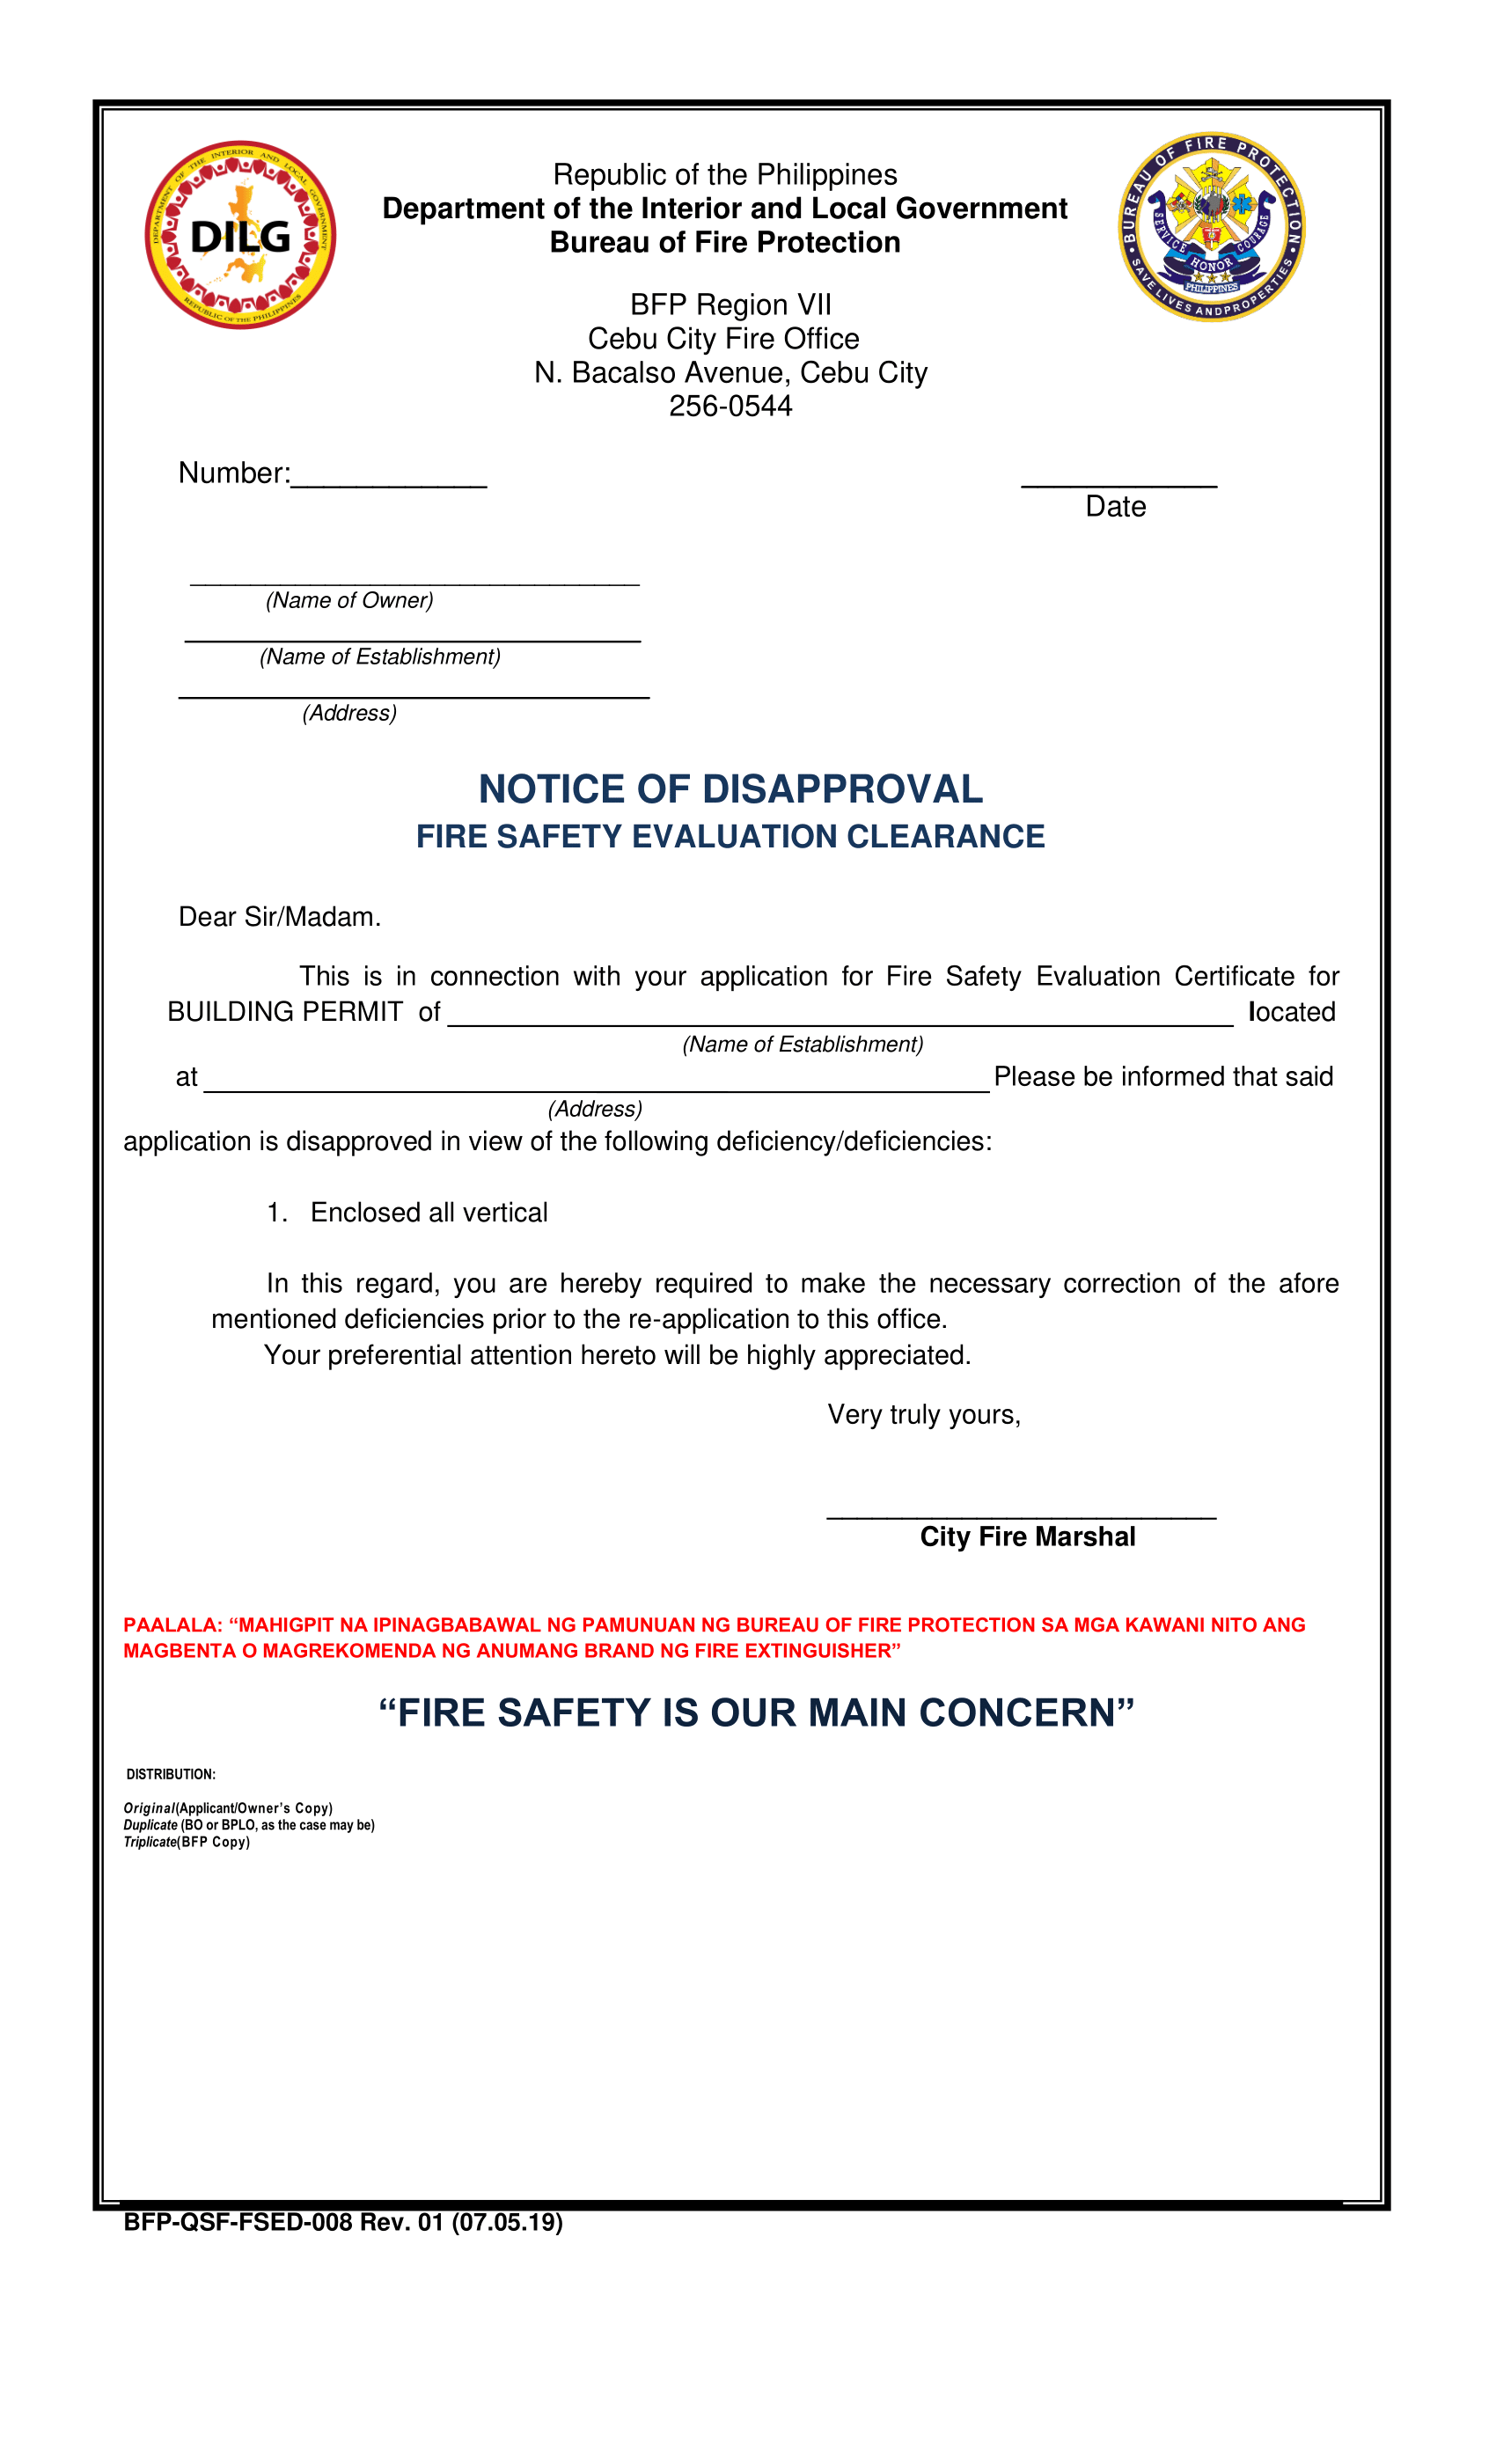 DEPARTMENT OF THE INTERIOR AND LOCAL GOVERNMENT
DILG
REPUBLIC OF THE PHILIPPINES
BUREAU OF FIRE PROTECTION
SERVICE HONOR COURAGE
PHILIPPINES
SAVE LIVES AND PROPERTIES
Republic of the Philippines
Department of the Interior and Local Government
Bureau of Fire Protection
BFP Region VII
Cebu City Fire Office
N. Bacalso Avenue, Cebu City
256-0544
Number:_____________ _____________
Date
______________________________
(Name of Owner)
______________________________
(Name of Establishment)
______________________________
(Address)
NOTICE OF DISAPPROVAL
FIRE SAFETY EVALUATION CLEARANCE
Dear Sir/Madam.
This is in connection with your application for Fire Safety Evaluation Certificate for
BUILDING PERMIT of ______________________________ located
(Name of Establishment)
at ______________________________ Please be informed that said
(Address)
application is disapproved in view of the following deficiency/deficiencies:
1. Enclosed all vertical
In this regard, you are hereby required to make the necessary correction of the afore
mentioned deficiencies prior to the re-application to this office.
Your preferential attention hereto will be highly appreciated.
Very truly yours,
__________________________
City Fire Marshal
PAALALA: “MAHIGPIT NA IPINAGBABAWAL NG PAMUNUAN NG BUREAU OF FIRE PROTECTION SA MGA KAWANI NITO ANG
MAGBENTA O MAGREKOMENDA NG ANUMANG BRAND NG FIRE EXTINGUISHER”
“FIRE SAFETY IS OUR MAIN CONCERN”
DISTRIBUTION:
Original(Applicant/Owner’s Copy)
Duplicate (BO or BPLO, as the case may be)
Triplicate(BFP Copy)
BFP-QSF-FSED-008 Rev. 01 (07.05.19)